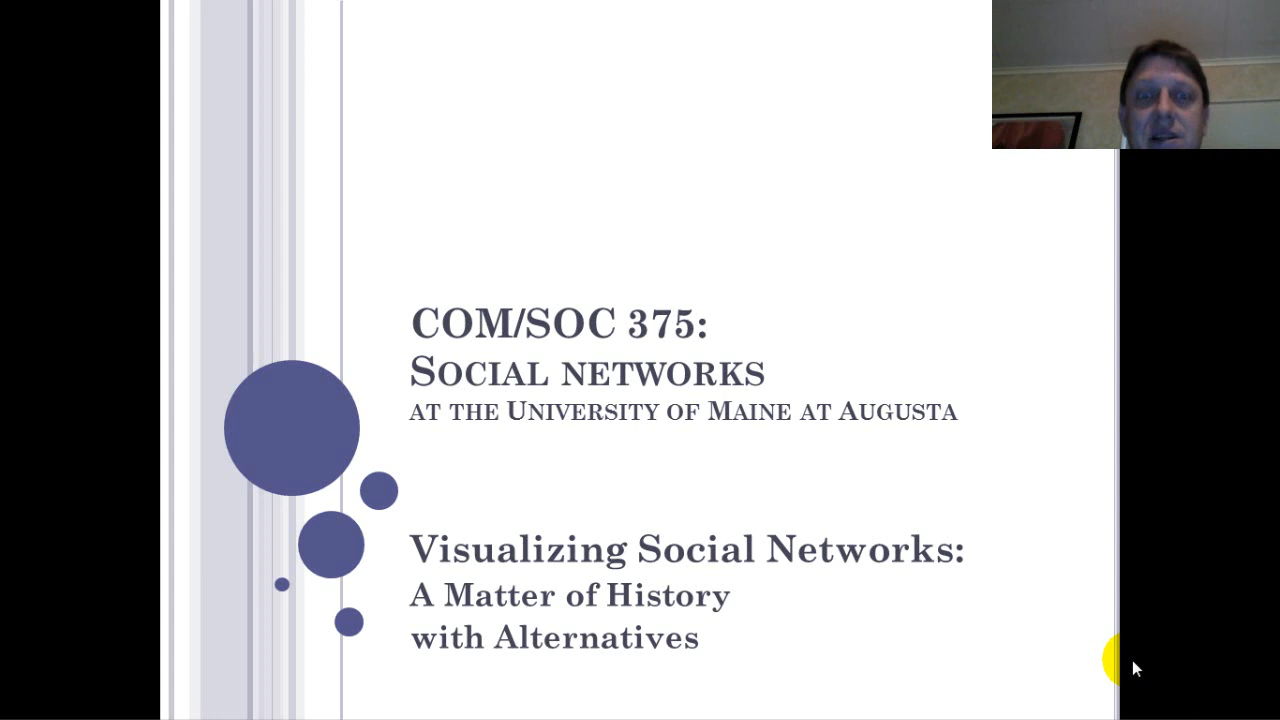 COM/SOC 375:
SOCIAL NETWORKS
AT THE UNIVERSITY OF MAINE AT AUGUSTA
Visualizing Social Networks:
A Matter of History
with Alternatives